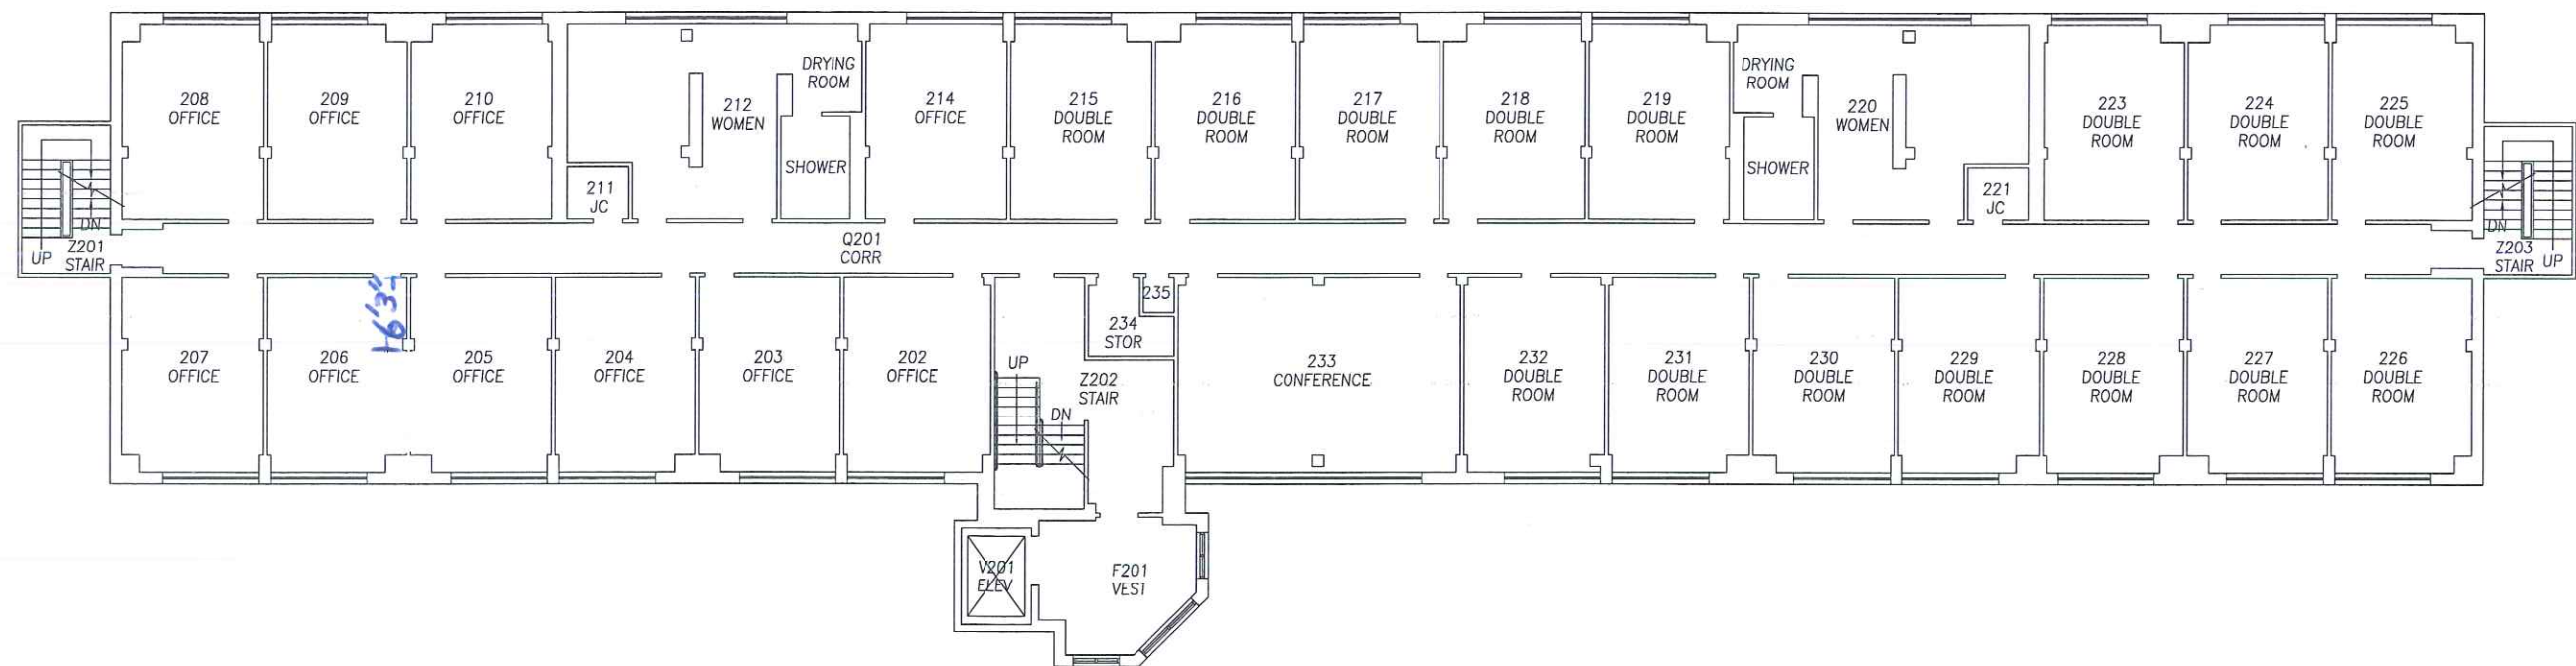 208
OFFICE
209
OFFICE
210
OFFICE
212
WOMEN
DRYING
ROOM
SHOWER
211
JC
214
OFFICE
215
DOUBLE
ROOM
216
DOUBLE
ROOM
217
DOUBLE
ROOM
218
DOUBLE
ROOM
219
DOUBLE
ROOM
DRYING
ROOM
SHOWER
220
WOMEN
221
JC
223
DOUBLE
ROOM
224
DOUBLE
ROOM
225
DOUBLE
ROOM
DN
UP
Z201
STAIR
Q201
CORR
DN
Z203
STAIR
UP
207
OFFICE
206
OFFICE
205
OFFICE
204
OFFICE
203
OFFICE
202
OFFICE
UP
DN
Z202
STAIR
234
STOR
235
233
CONFERENCE
232
DOUBLE
ROOM
231
DOUBLE
ROOM
230
DOUBLE
ROOM
229
DOUBLE
ROOM
228
DOUBLE
ROOM
227
DOUBLE
ROOM
226
DOUBLE
ROOM
V201
ELEV
F201
VEST